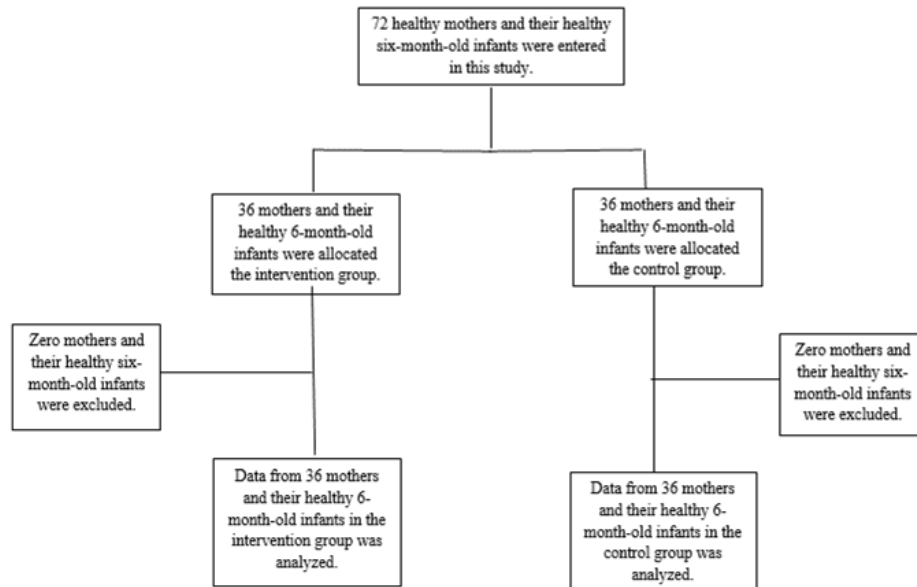 72 healthy mothers and their healthy
six-month-old infants were entered
in this study.
36 mothers and their
healthy 6-month-old
infants were allocated
the intervention group.
36 mothers and their
healthy 6-month-old
infants were allocated
the control group.
Zero mothers and
their healthy six-
month-old infants
were excluded.
Zero mothers and
their healthy six-
month-old infants
were excluded.
Data from 36 mothers
and their healthy 6-
month-old infants in the
intervention group was
analyzed.
Data from 36 mothers
and their healthy 6-
month-old infants in the
control group was
analyzed.